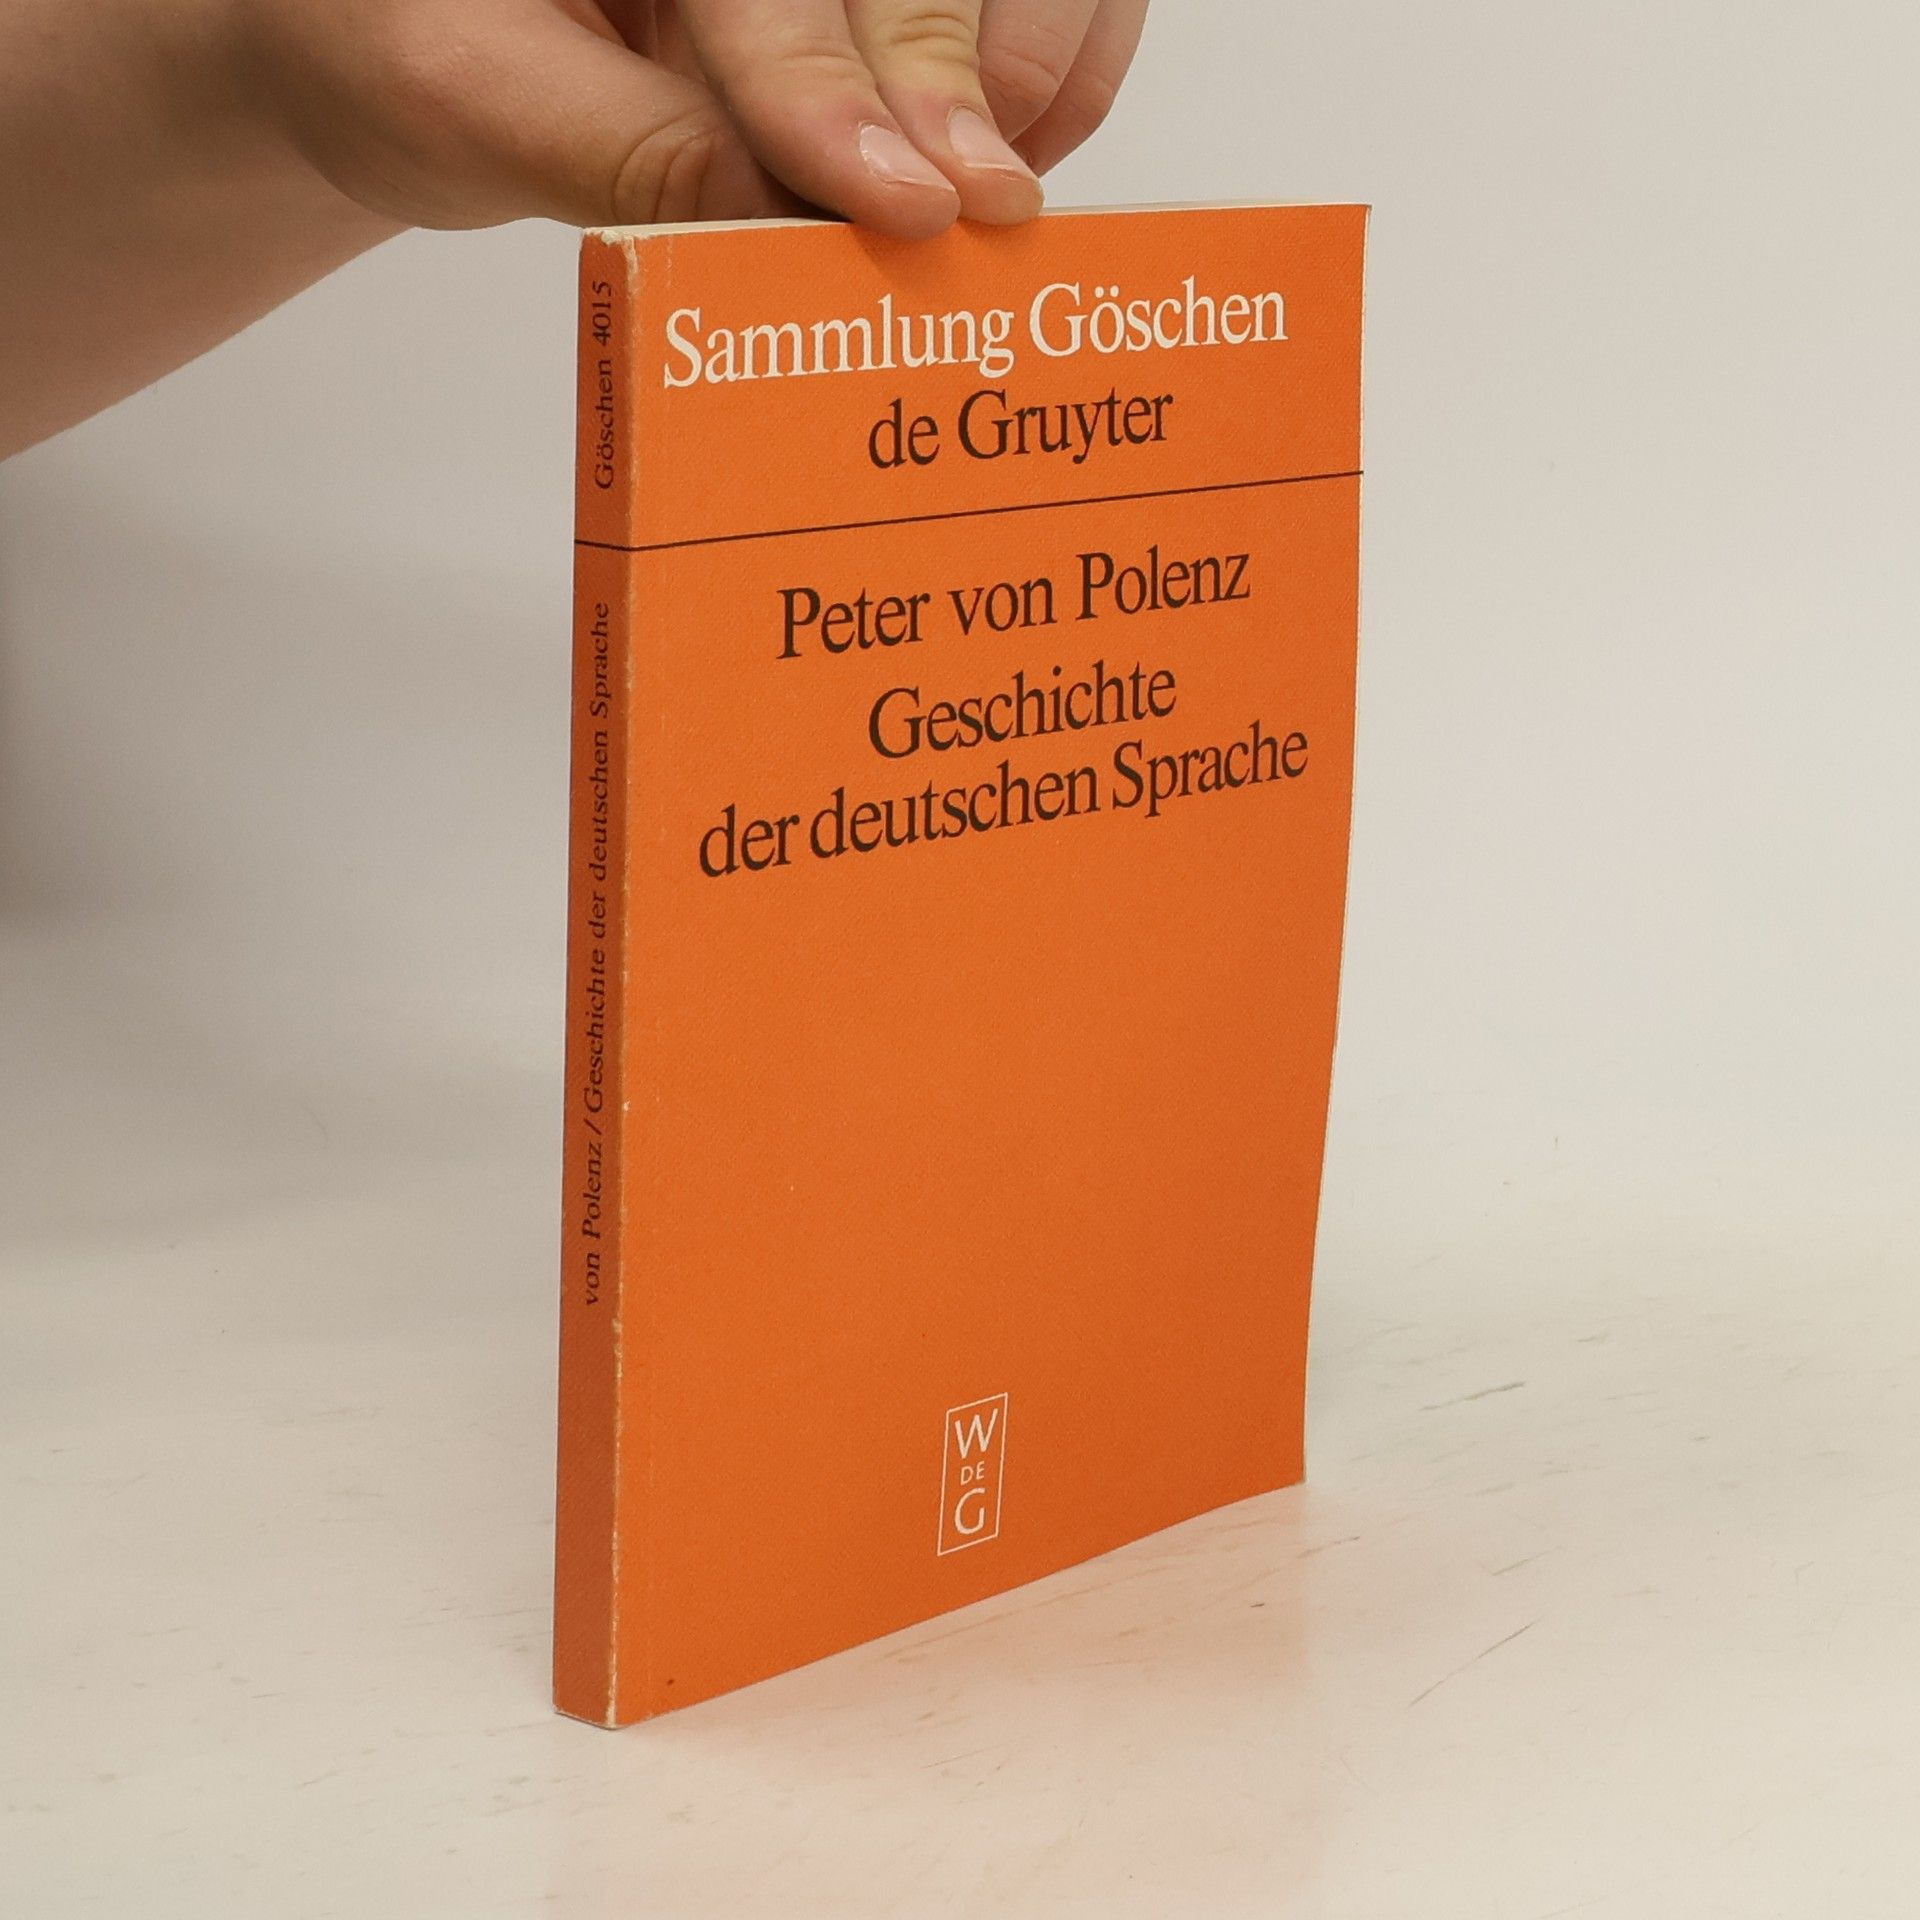 Sammlung Göschen
de Gruyter
Peter von Polenz
Geschichte
der deutschen Sprache
W
DE
G
von Polenz / Geschichte der deutschen Sprache Göschen 4015